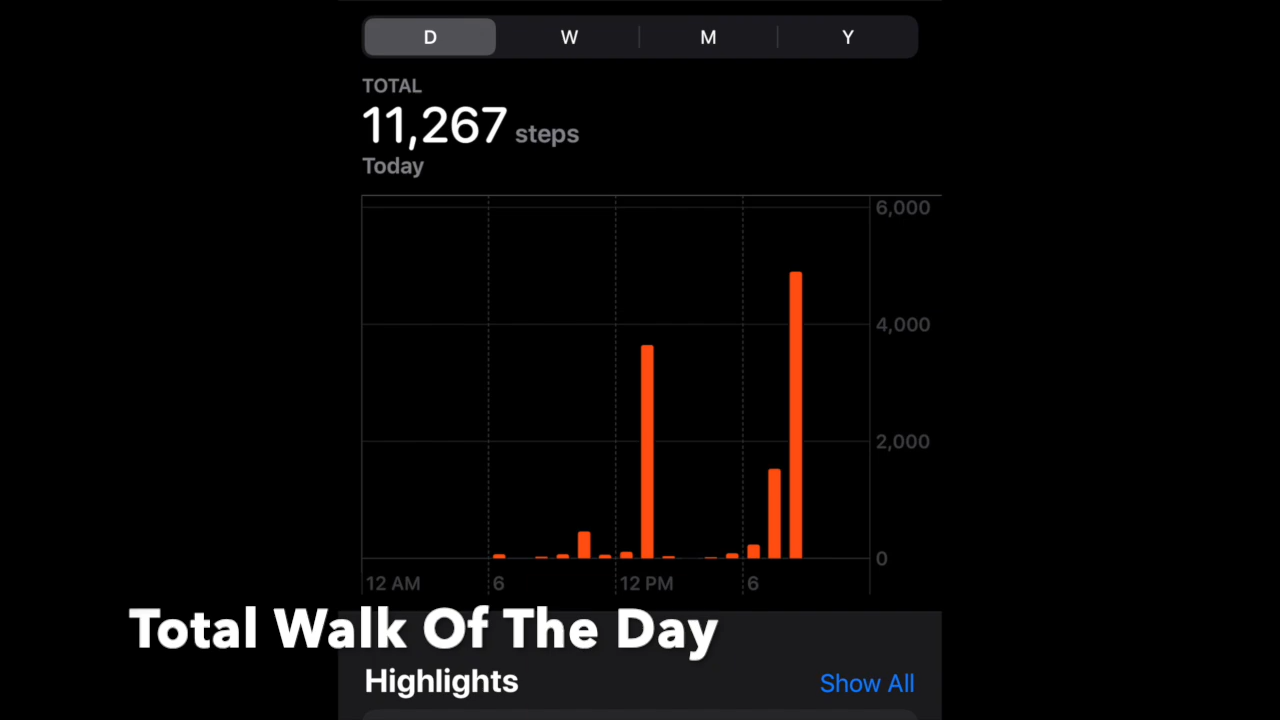 D W M Y
TOTAL
11,267 steps
Today
6,000
4,000
2,000
0
12 AM 6 12 PM 6
Total Walk Of The Day
Highlights Show All